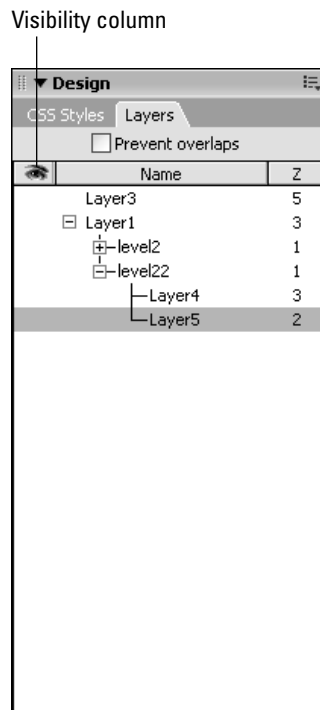 Visibility column
Design
CSS Styles Layers
Prevent overlaps
Name Z
Layer3 5
Layer1 3
level2 1
level22 1
Layer4 3
Layer5 2